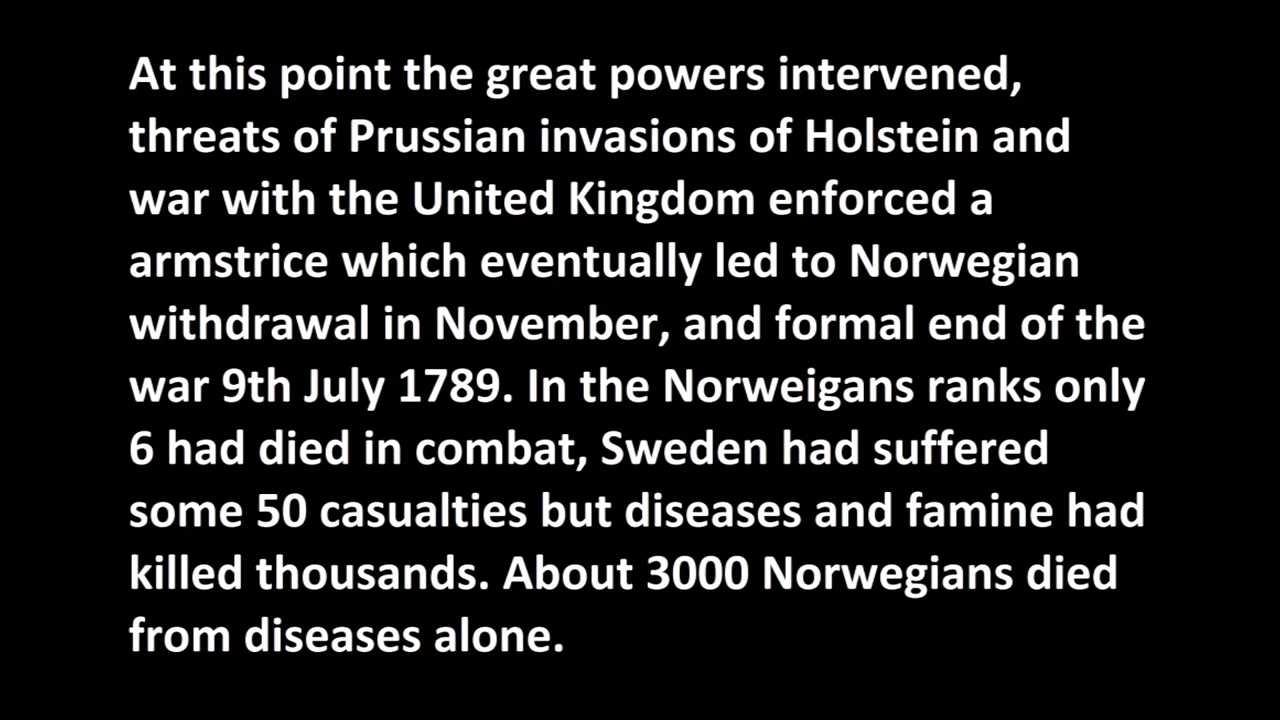 At this point the great powers intervened,
threats of Prussian invasions of Holstein and
war with the United Kingdom enforced a
armstrice which eventually led to Norwegian
withdrawal in November, and formal end of the
war 9th July 1789. In the Norweigans ranks only
6 had died in combat, Sweden had suffered
some 50 casualties but diseases and famine had
killed thousands. About 3000 Norwegians died
from diseases alone.